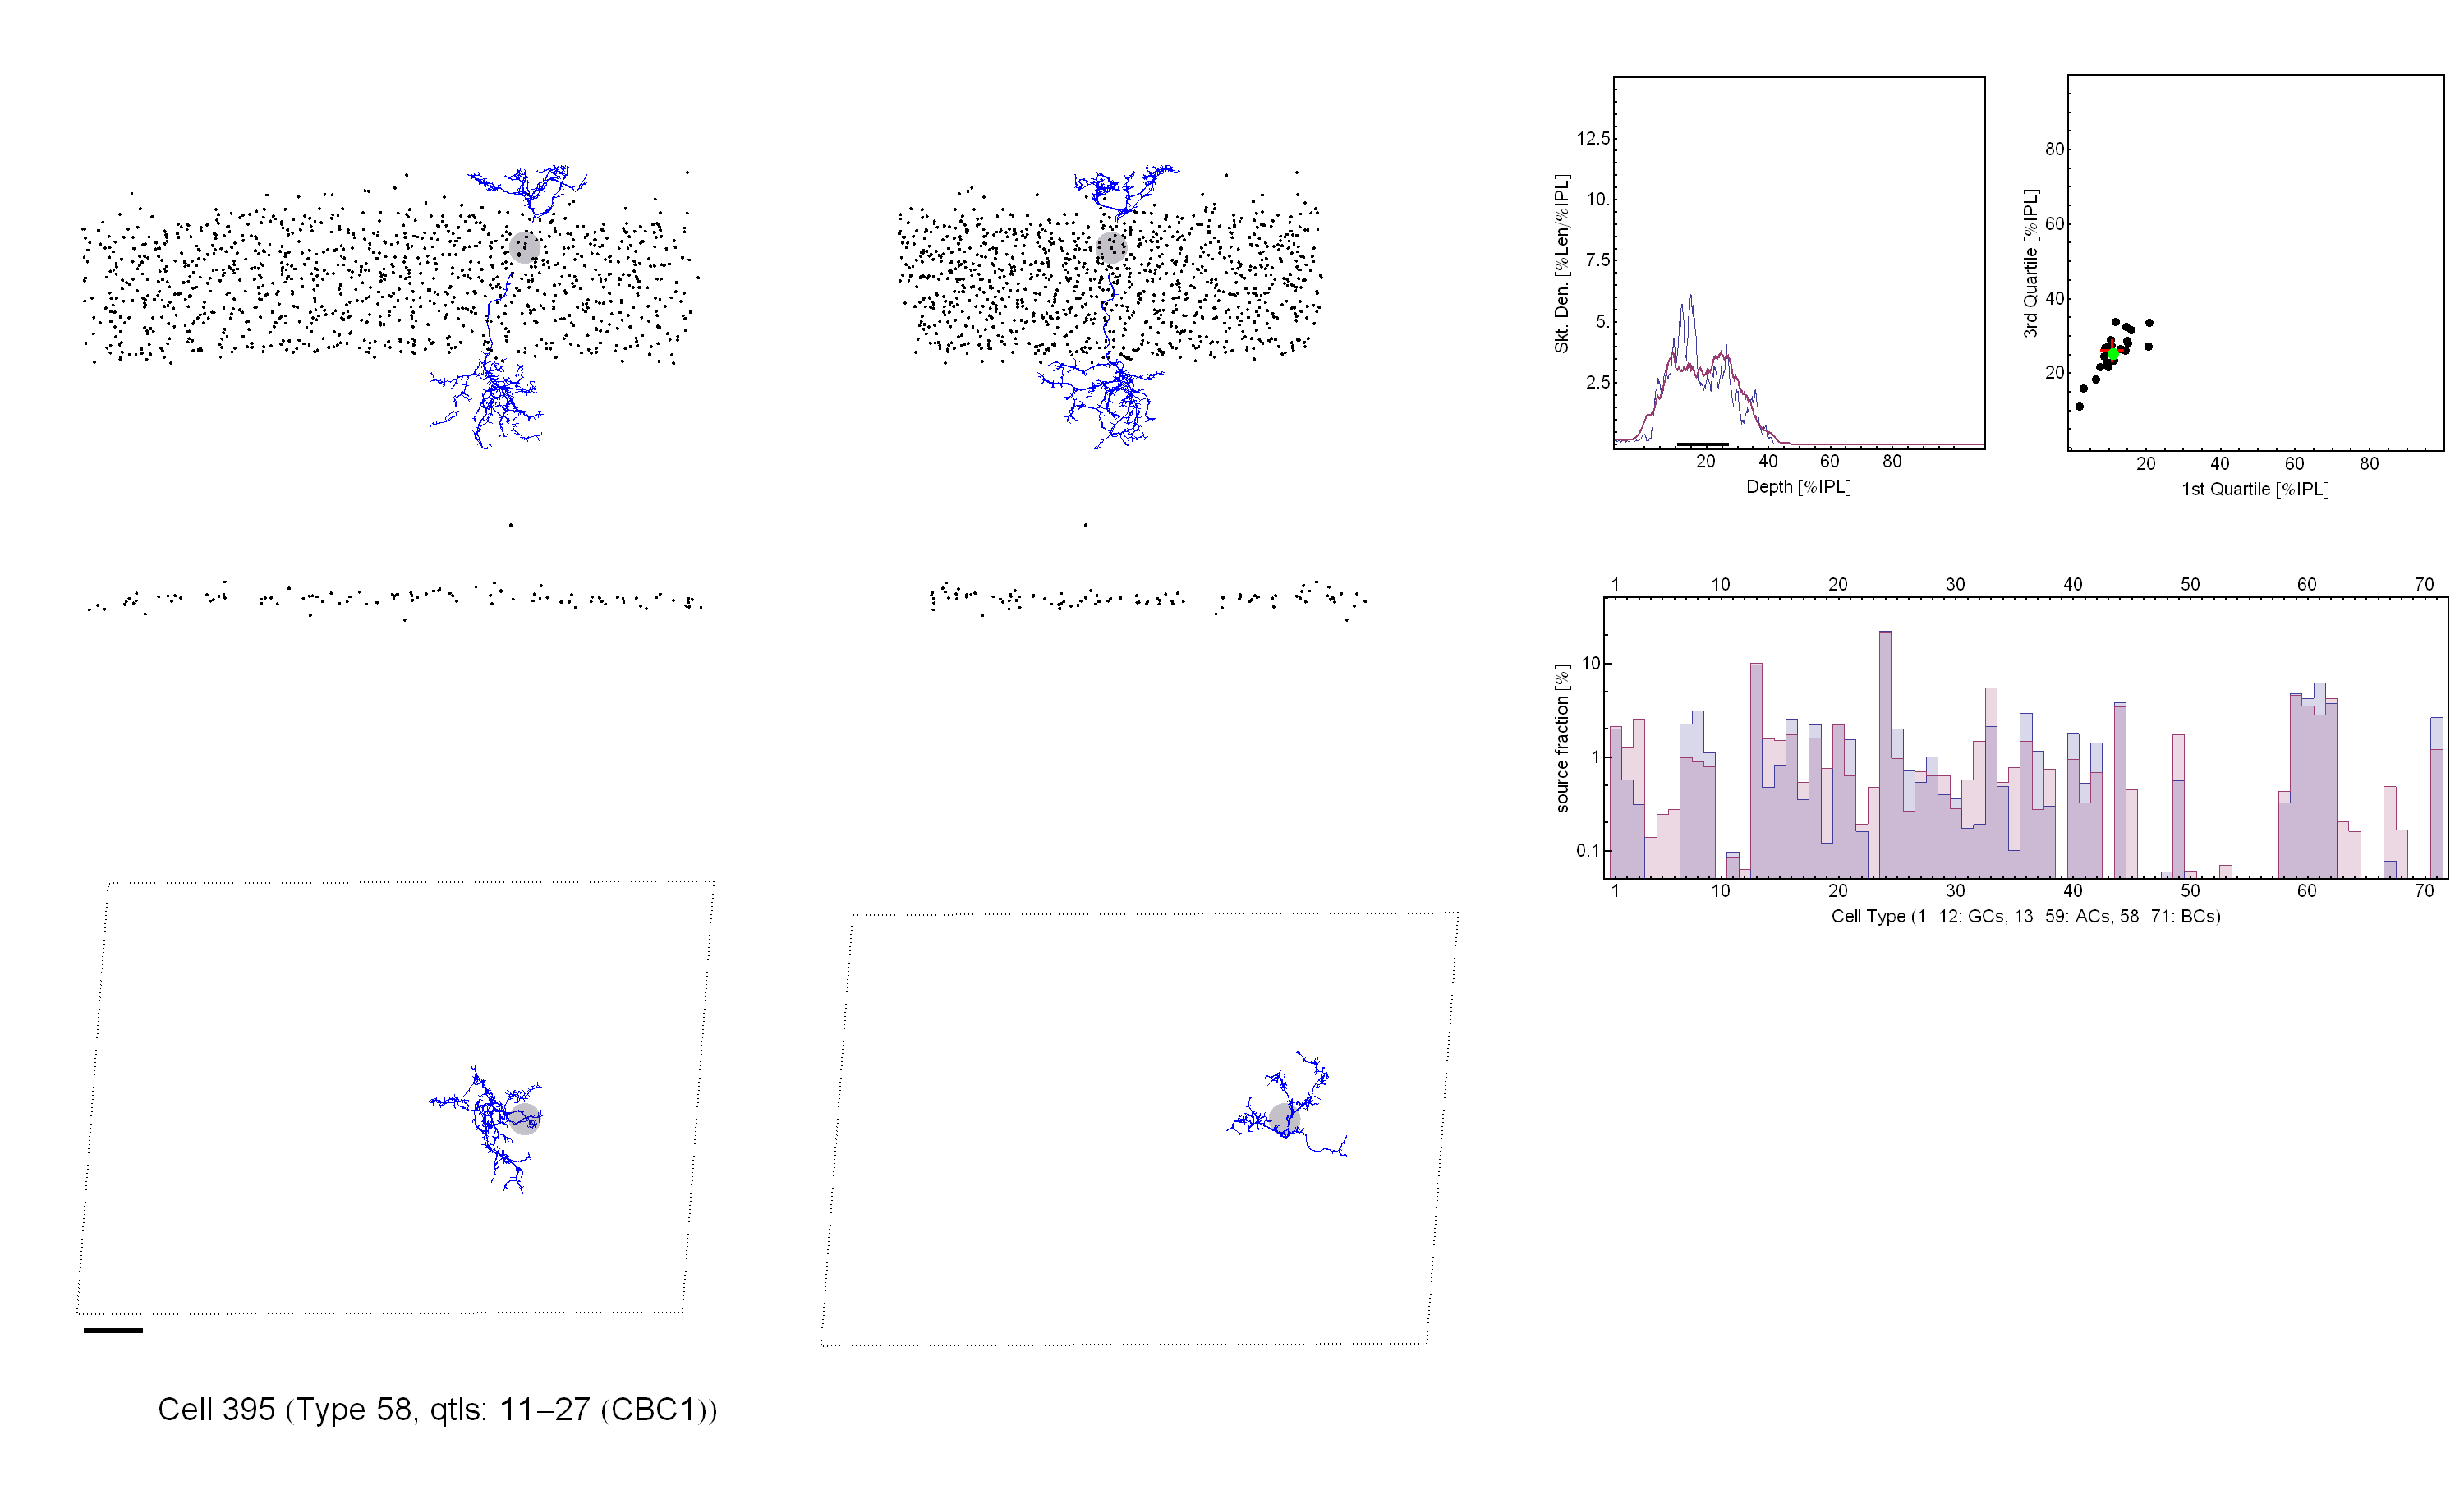 12.5
10.
7.5
5.
2.5
Skt. Den. [%Len/%IPL]
20 40 60 80
Depth [%IPL]
80
60
40
20
3rd Quartile [%IPL]
20 40 60 80
1st Quartile [%IPL]
1 10 20 30 40 50 60 70
10
1
0.1
source fraction [%]
1 10 20 30 40 50 60 70
Cell Type (1–12: GCs, 13–59: ACs, 58–71: BCs)
Cell 395 (Type 58, qtls: 11–27 (CBC1))